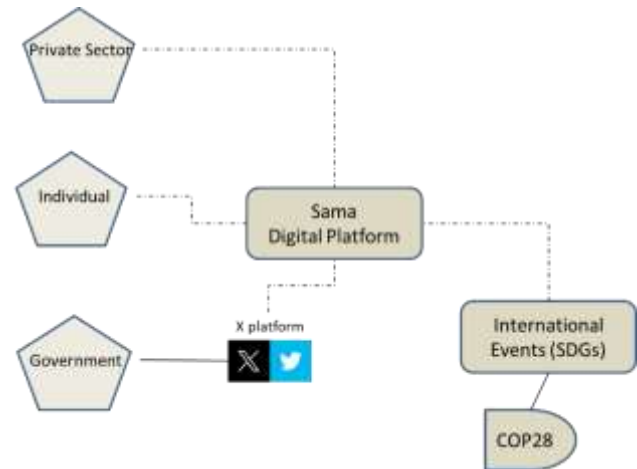 Private Sector
Individual
Sama
Digital Platform
X platform
Government
International
Events (SDGs)
COP28